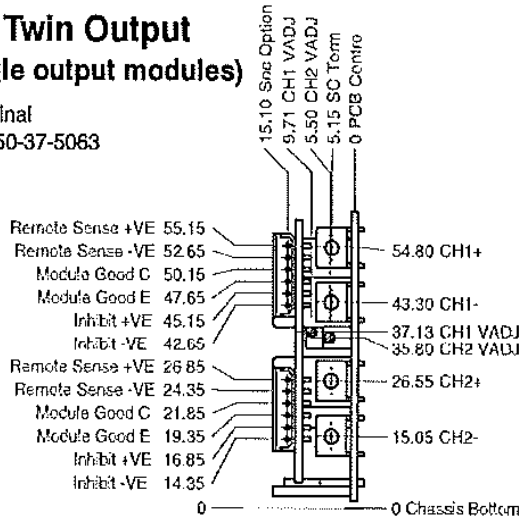 Twin Output
le output modules)
inal
50-37-5063
15.10 Snc Option
9.71 CH1 VADJ
5.50 CH2 VADJ
5.15 SC Term
0 PCB Centre
Remote Sense +VE 55.15
Remote Sense -VE 52.65
Module Good C 50.15
Module Good E 47.65
Inhibit +VE 45.15
Inhibit -VE 42.65
Remote Sense +VE 26.85
Remote Sense -VE 24.35
Module Good C 21.85
Module Good E 19.35
Inhibit +VE 16.85
Inhibit -VE 14.35
0
54.80 CH1+
43.30 CH1-
37.13 CH1 VADJ
35.80 CH2 VADJ
26.55 CH2+
15.05 CH2-
0 Chassis Bottom